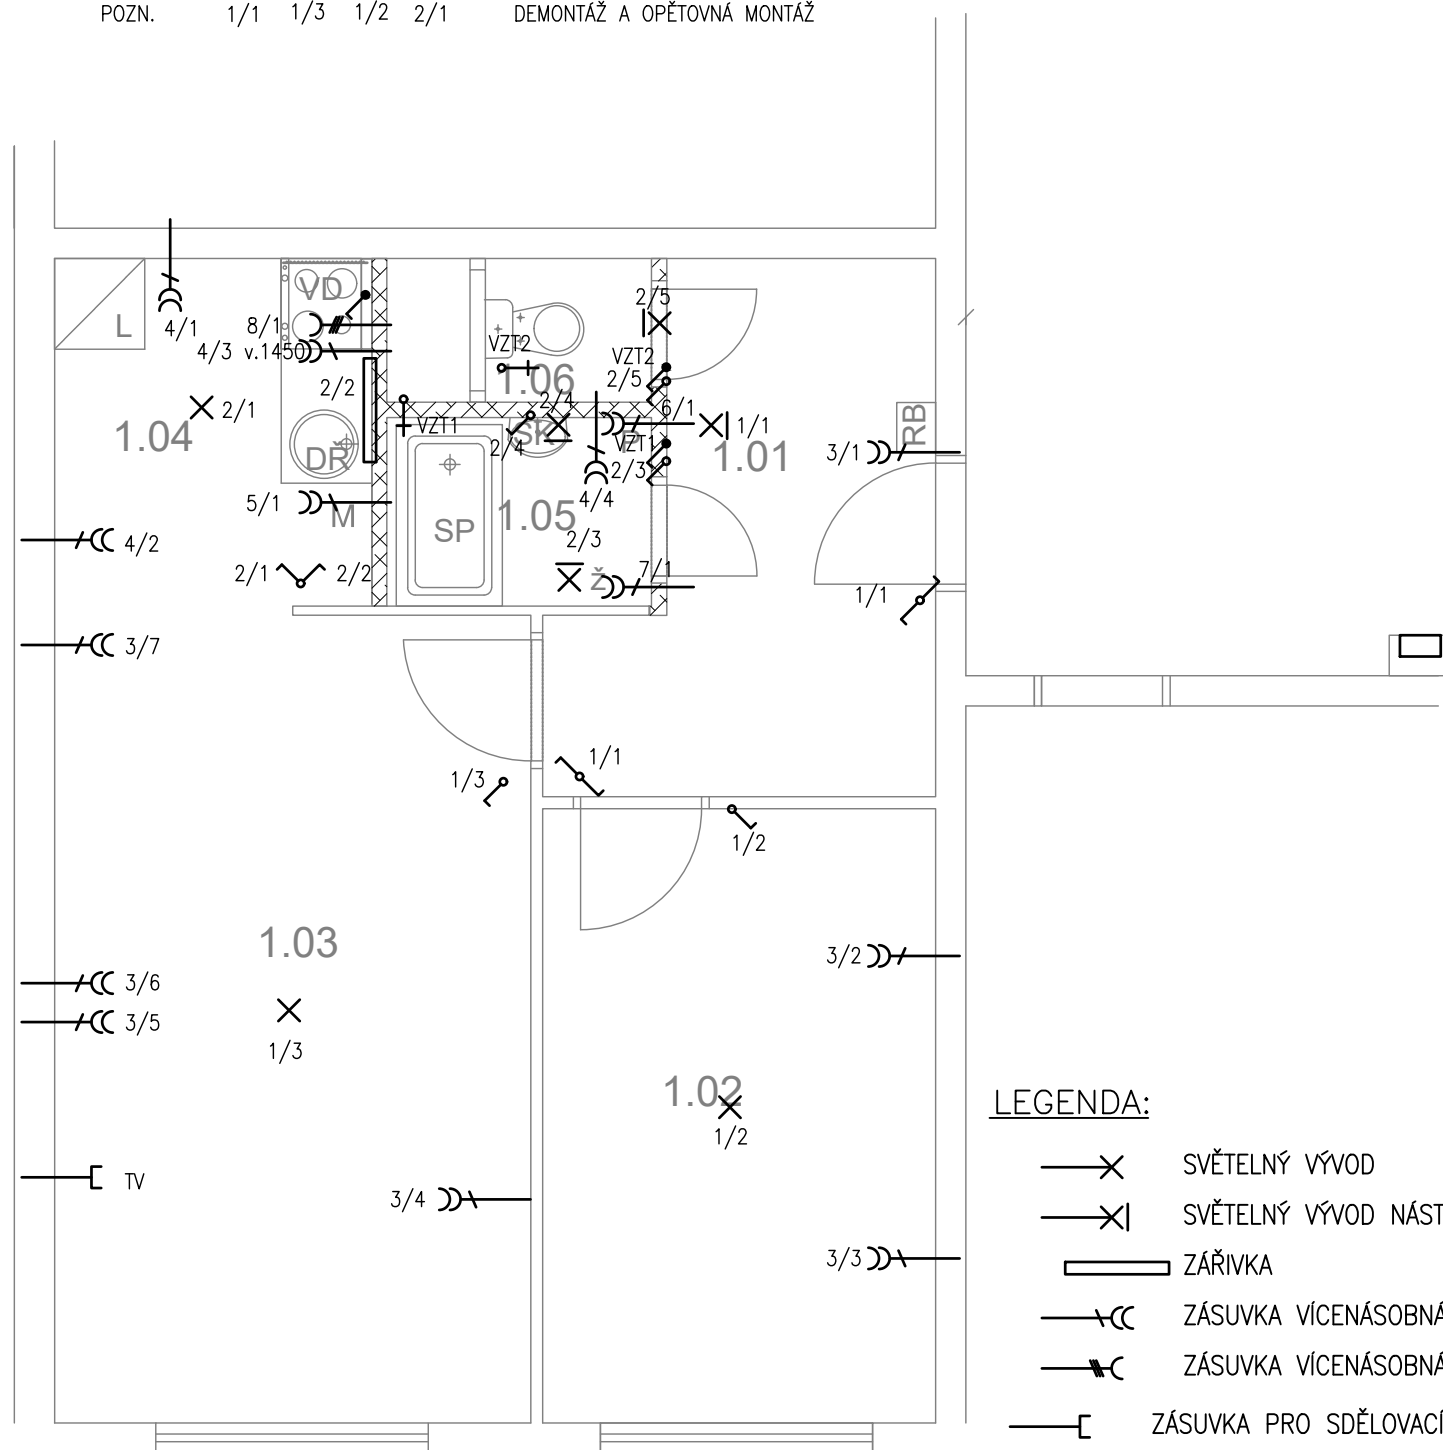 POZN. 1/1 1/3 1/2 2/1 DEMONTÁŽ A OPĚTOVNÁ MONTÁŽ
VD
2/5
L
4/1
8/1
VZT2
4/3 v.1450
VZT2
2/2
1.06
2/5
2/1
2/4
6/1
RB
1.04
VZT1
1/1
SK
P
2/4
VZT1
1.01
3/1
DŘ
2/3
5/1
M
4/4
1.05
SP
4/2
2/3
2/1
2/2
Ž
7/1
1/1
3/7
1/1
1/3
1/2
1.03
3/2
3/6
3/5
1/3
1.02
1/2
TV
3/4
3/3
LEGENDA:
SVĚTELNÝ VÝVOD
SVĚTELNÝ VÝVOD NÁST
ZÁŘIVKA
ZÁSUVKA VÍCENÁSOBNÁ
ZÁSUVKA VÍCENÁSOBNÁ
ZÁSUVKA PRO SDĚLOVACÍ